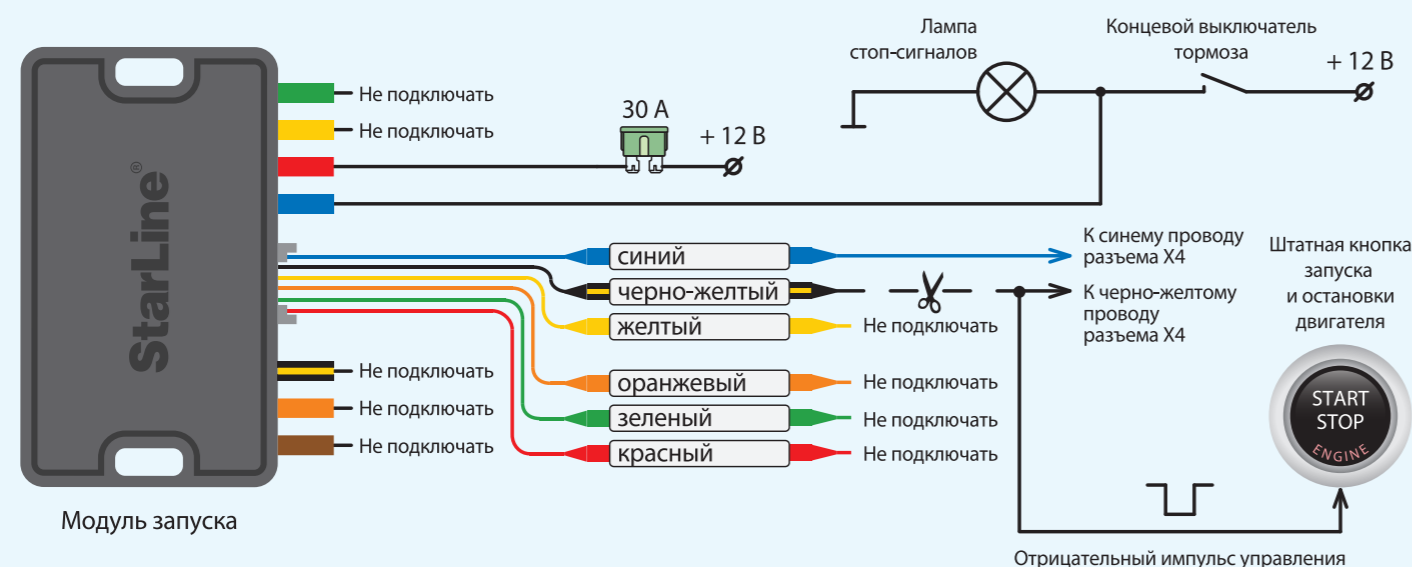 Лампа
стоп-сигналов
Концевой выключатель
тормоза
+ 12 В
Не подключать
Не подключать
30 А
+ 12 В
StarLine®
синий
К синему проводу
разъема X4
черно-желтый
К черно-желтому
проводу
разъема X4
желтый
Не подключать
Штатная кнопка
запуска
и остановки
двигателя
Не подключать
Не подключать
Не подключать
оранжевый
Не подключать
зеленый
Не подключать
красный
Не подключать
START
STOP
ENGINE
Модуль запуска
Отрицательный импульс управления